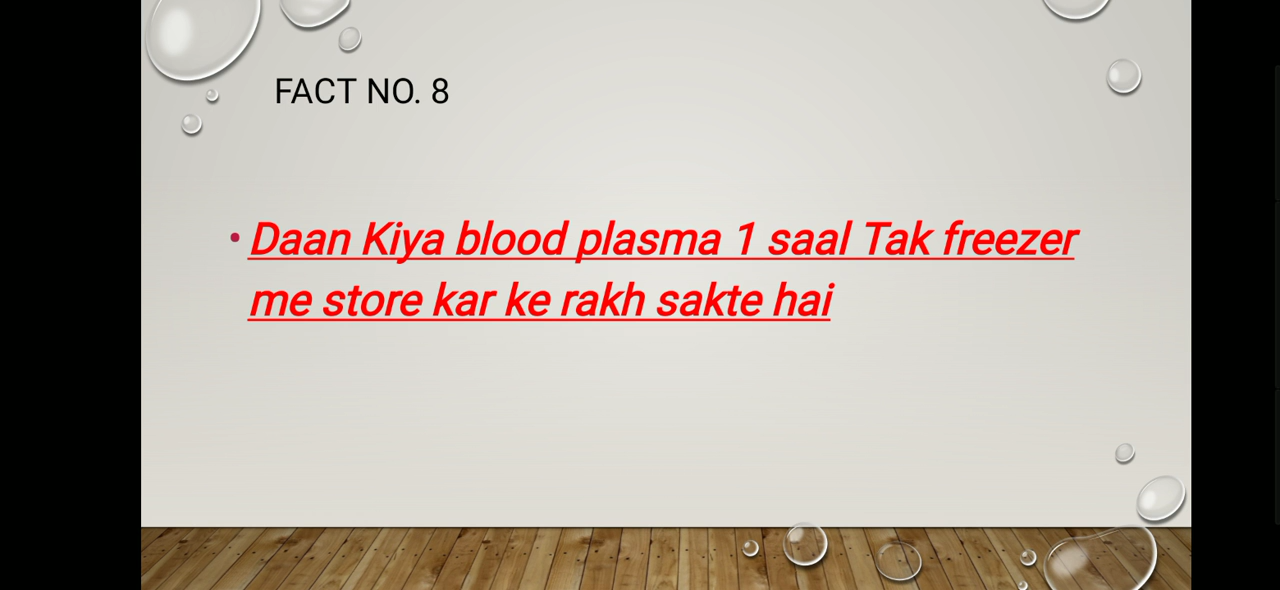 FACT NO. 8
• Daan Kiya blood plasma 1 saal Tak freezer
me store kar ke rakh sakte hai